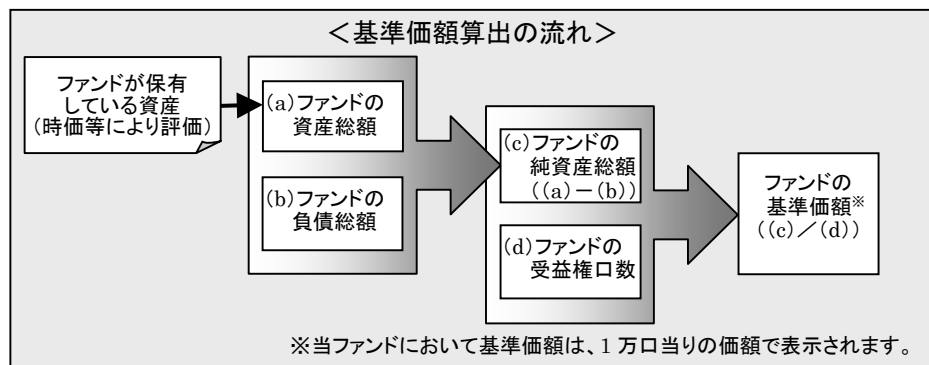 ＜基準価額算出の流れ＞
ファンドが保有
している資産
（時価等により評価）
(a)ファンドの
資産総額
(b)ファンドの
負債総額
(c)ファンドの
純資産総額
((a)－(b))
(d)ファンドの
受益権口数
ファンドの
基準価額※
((c)／(d))
※当ファンドにおいて基準価額は、1 万口当りの価額で表示されます。